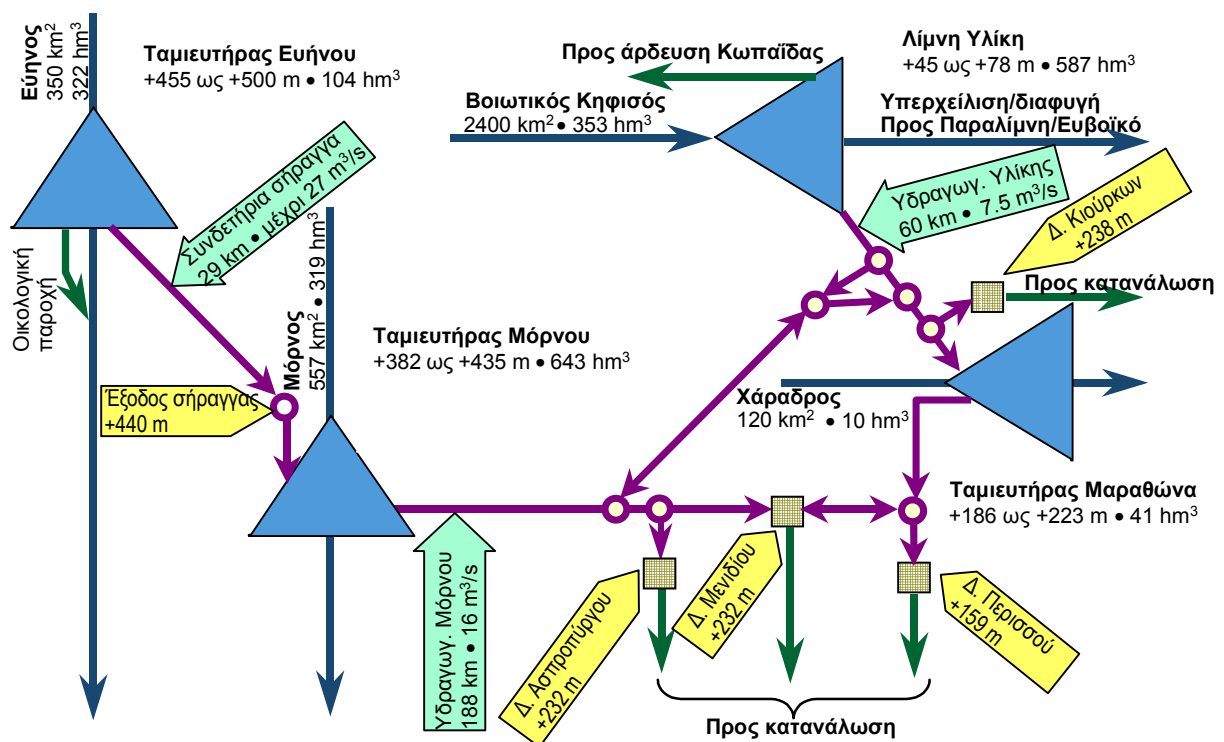 Εύηνος
350 km²
322 hm³
Ταμιευτήρας Ευήνου
+455 ως +500 m • 104 hm³
Προς άρδευση Κωπαΐδας
Λίμνη Υλίκη
+45 ως +78 m • 587 hm³
Βοιωτικός Κηφισός
2400 km² • 353 hm³
Υπερχείλιση/διαφυγή
Προς Παραλίμνη/Ευβοϊκό
Συνδετήρια σήραγγα
29 km • μέχρι 27 m³/s
Υδραγωγ. Υλίκης
60 km • 7.5 m³/s
Δ. Κιούρκων
+238 m
Προς κατανάλωση
Οικολογική
παροχή
Μόρνος
557 km² • 319 hm³
Ταμιευτήρας Μόρνου
+382 ως +435 m • 643 hm³
Έξοδος σήραγγας
+440 m
Χάραδρος
120 km² • 10 hm³
Ταμιευτήρας Μαραθώνα
+186 ως +223 m • 41 hm³
Υδραγωγ. Μόρνου
188 km • 16 m³/s
Δ. Ασπροπύργου
+232 m
Δ. Μενιδίου
+232 m
Δ. Περισσού
+159 m
Προς κατανάλωση